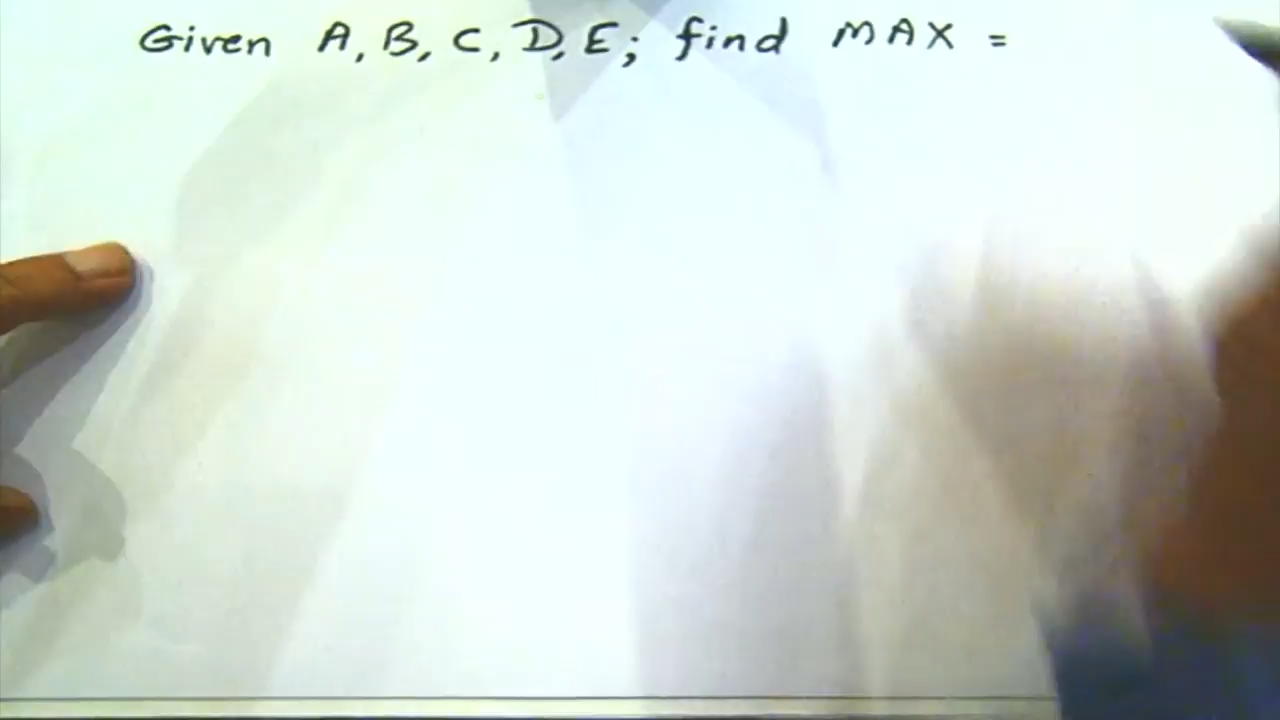 Given A, B, C, D, E; find MAX =